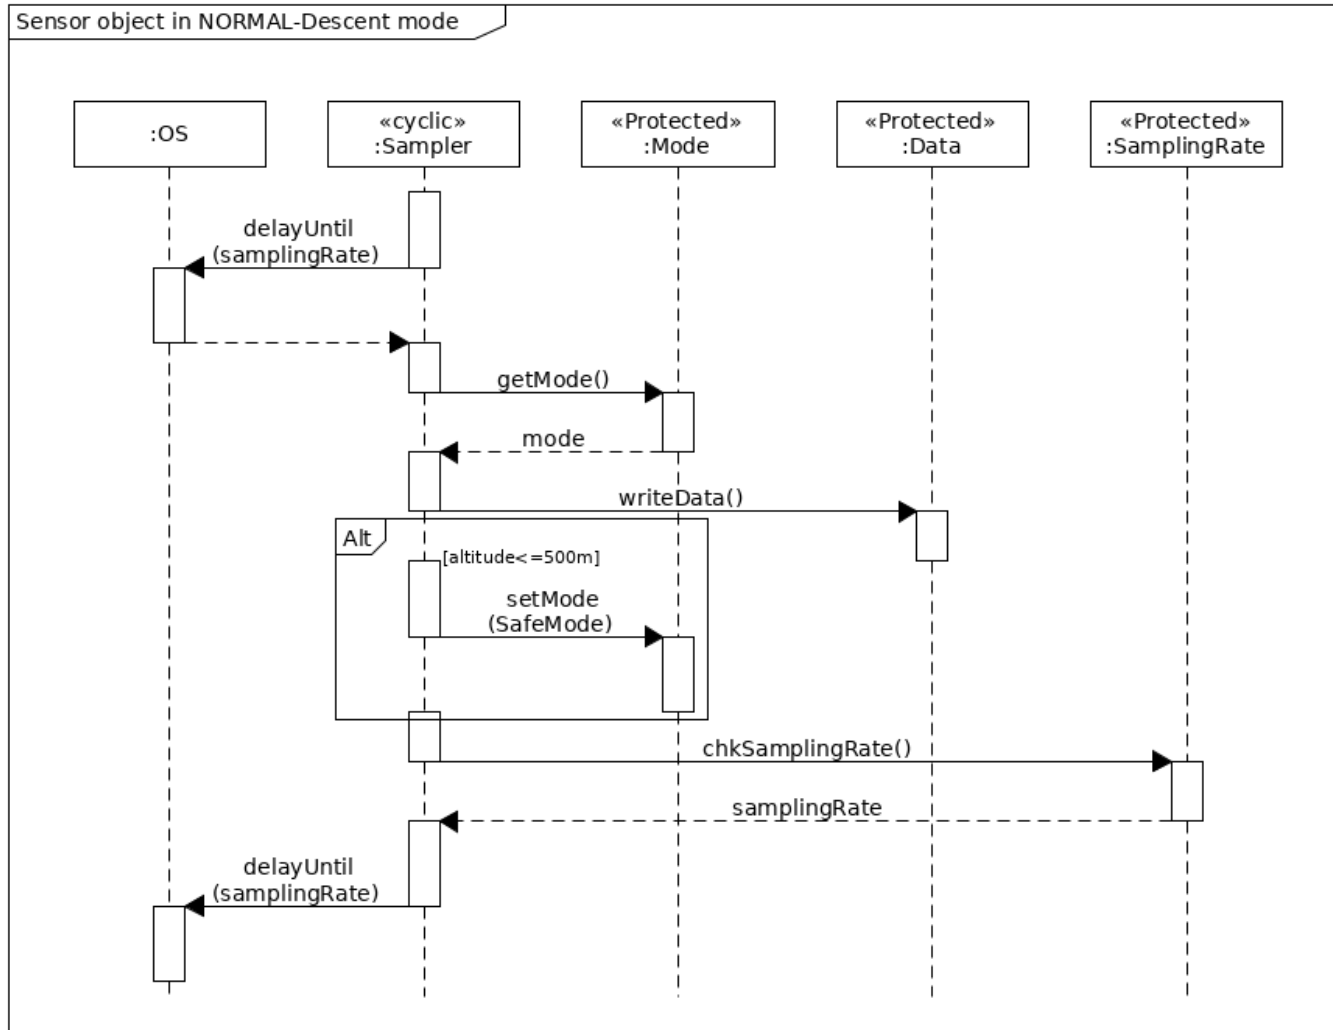 Sensor object in NORMAL-Descent mode
:OS
«cyclic»
:Sampler
«Protected»
:Mode
«Protected»
:Data
«Protected»
:SamplingRate
delayUntil
(samplingRate)
getMode()
mode
writeData()
Alt
[altitude<=500m]
setMode
(SafeMode)
chkSamplingRate()
samplingRate
delayUntil
(samplingRate)